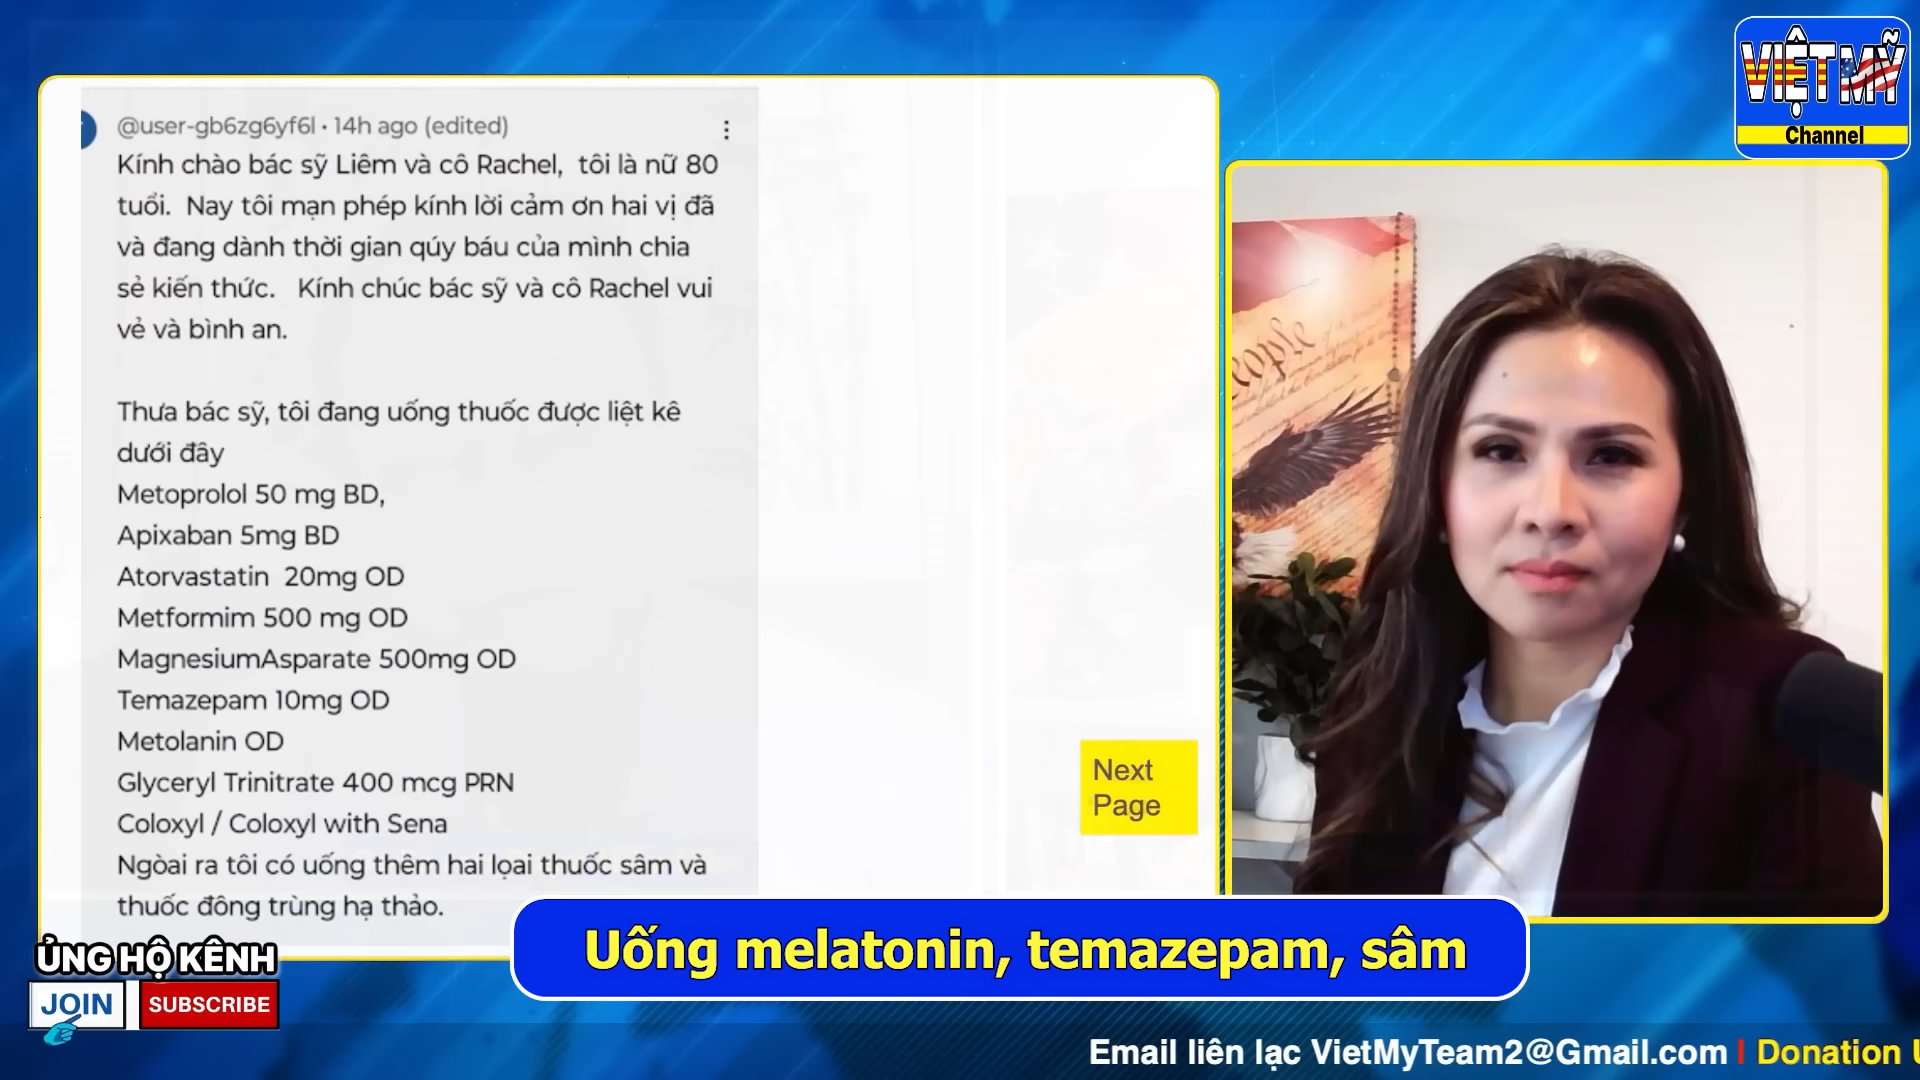 VIỆT MỸ
Channel
@user-gb6zg6yf6l • 14h ago (edited)
Kính chào bác sỹ Liêm và cô Rachel, tôi là nữ 80
tuổi. Nay tôi mạn phép kính lời cảm ơn hai vị đã
và đang dành thời gian qúy báu của mình chia
sẻ kiến thức. Kính chúc bác sỹ và cô Rachel vui
vẻ và bình an.
Thưa bác sỹ, tôi đang uống thuốc được liệt kê
dưới đây
Metoprolol 50 mg BD,
Apixaban 5mg BD
Atorvastatin 20mg OD
Metformim 500 mg OD
MagnesiumAsparate 500mg OD
Temazepam 10mg OD
Metolanin OD
Glyceryl Trinitrate 400 mcg PRN
Coloxyl / Coloxyl with Sena
Ngòai ra tôi có uống thêm hai lọai thuốc sâm và
thuốc đông trùng hạ thảo.
Next
Page
ople
Uống melatonin, temazepam, sâm
ỦNG HỘ KÊNH
JOIN
SUBSCRIBE
Email liên lạc VietMyTeam2@Gmail.com | Donation